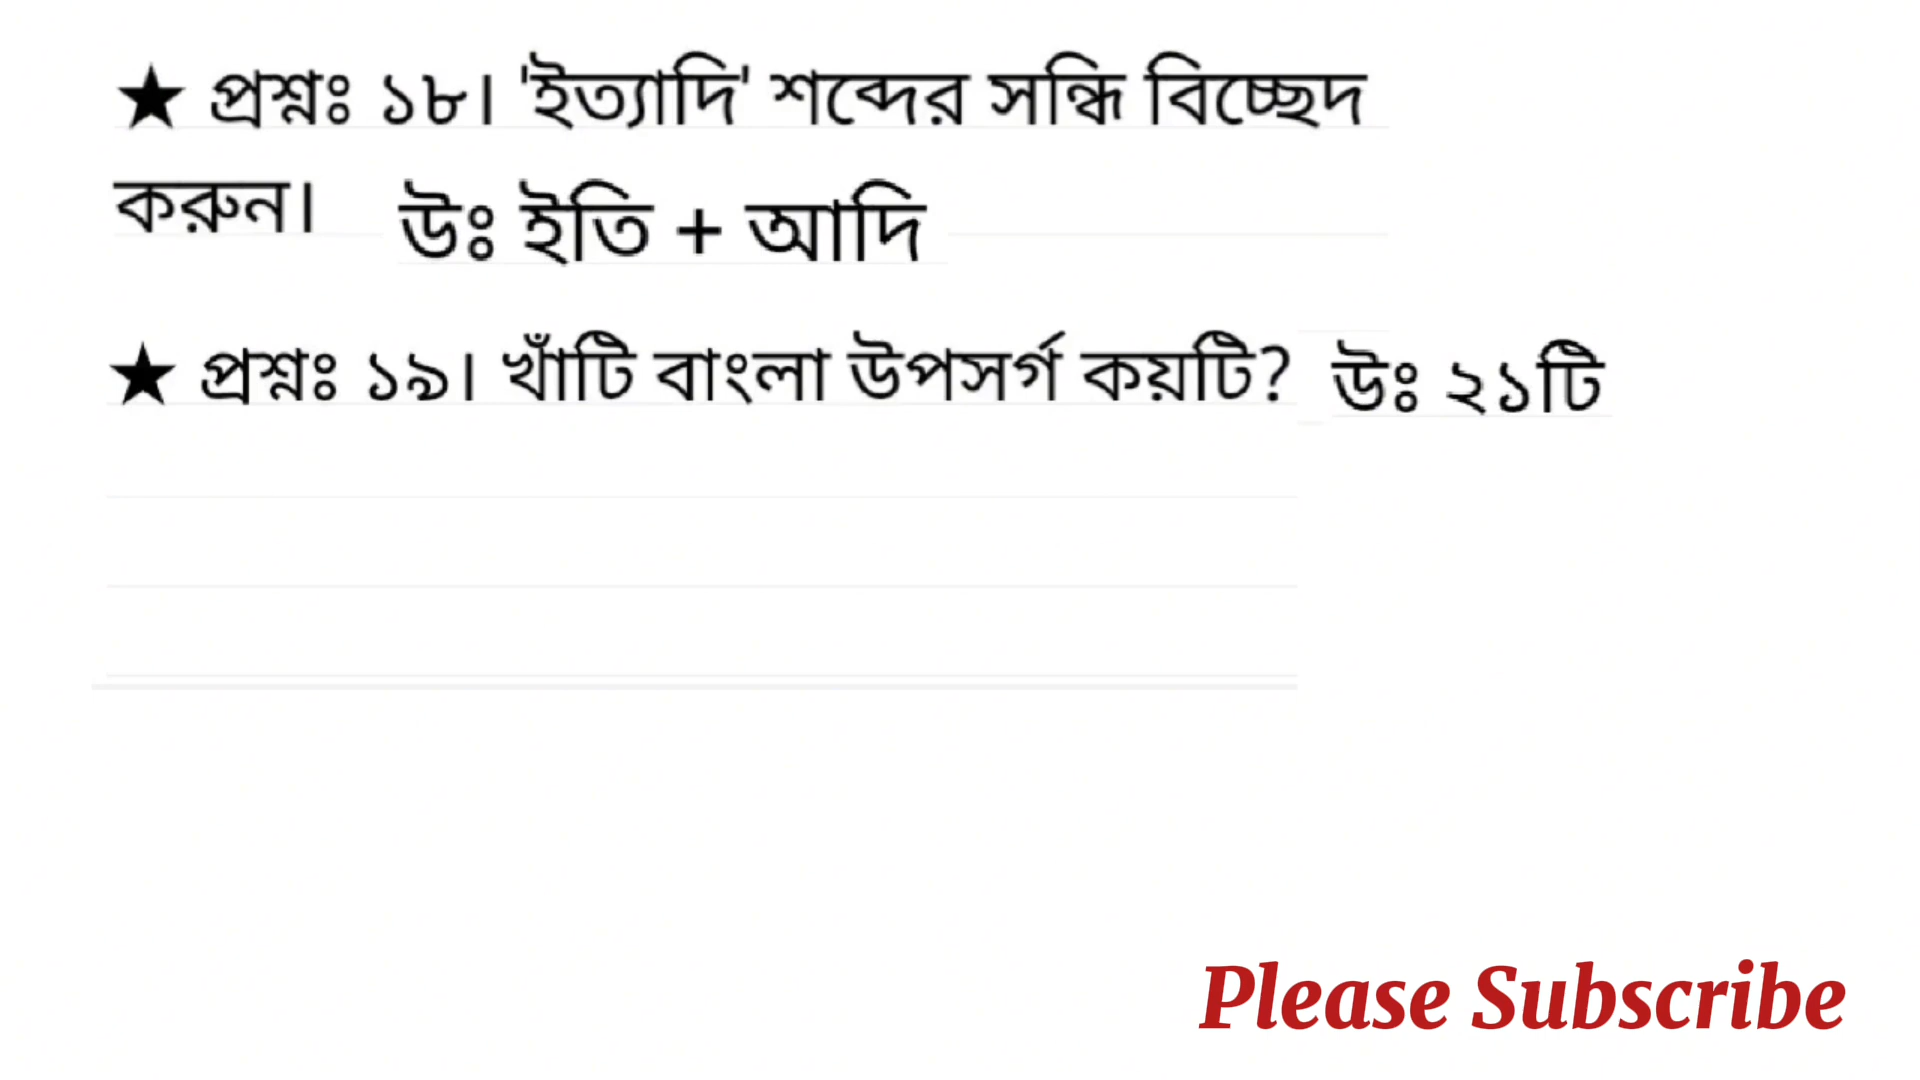 ★ প্রশ্নঃ ১৮। 'ইত্যাদি' শব্দের সন্ধি বিচ্ছেদ
করুন। উঃ ইতি + আদি
★ প্রশ্নঃ ১৯। খাঁটি বাংলা উপসর্গ কয়টি? উঃ ২১টি
Please Subscribe